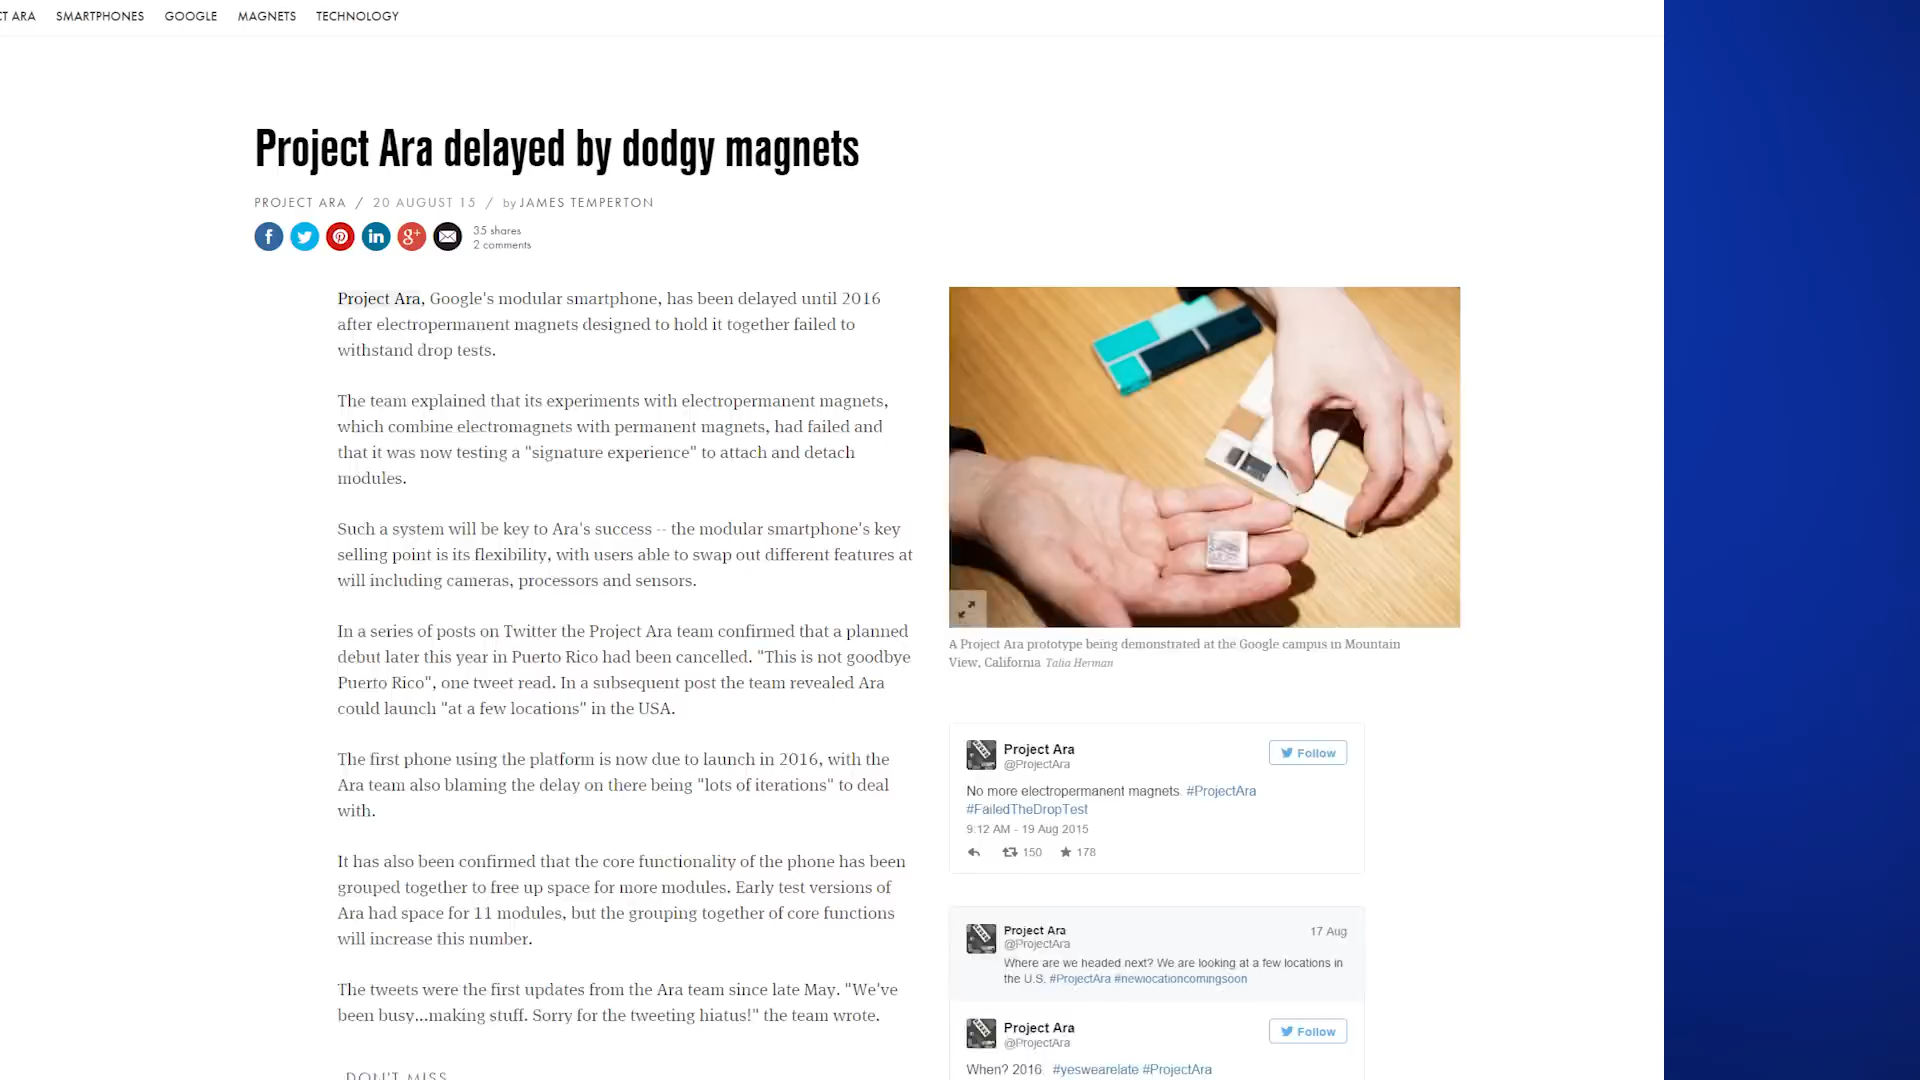 CT ARA SMARTPHONES GOOGLE MAGNETS TECHNOLOGY
Project Ara delayed by dodgy magnets
PROJECT ARA / 20 AUGUST 15 / by JAMES TEMPERTON
35 shares
2 comments
Project Ara, Google's modular smartphone, has been delayed until 2016
after electropermanent magnets designed to hold it together failed to
withstand drop tests.
The team explained that its experiments with electropermanent magnets,
which combine electromagnets with permanent magnets, had failed and
that it was now testing a "signature experience" to attach and detach
modules.
Such a system will be key to Ara's success -- the modular smartphone's key
selling point is its flexibility, with users able to swap out different features at
will including cameras, processors and sensors.
In a series of posts on Twitter the Project Ara team confirmed that a planned
debut later this year in Puerto Rico had been cancelled. "This is not goodbye
Puerto Rico", one tweet read. In a subsequent post the team revealed Ara
could launch "at a few locations" in the USA.
The first phone using the platform is now due to launch in 2016, with the
Ara team also blaming the delay on there being "lots of iterations" to deal
with.
It has also been confirmed that the core functionality of the phone has been
grouped together to free up space for more modules. Early test versions of
Ara had space for 11 modules, but the grouping together of core functions
will increase this number.
The tweets were the first updates from the Ara team since late May. "We've
been busy...making stuff. Sorry for the tweeting hiatus!" the team wrote.
DON'T MISS
A Project Ara prototype being demonstrated at the Google campus in Mountain
View, California Talia Herman
Project Ara
@ProjectAra
Follow
No more electropermanent magnets. #ProjectAra
#FailedTheDropTest
9:12 AM - 19 Aug 2015
150 178
Project Ara 17 Aug
@ProjectAra
Where are we headed next? We are looking at a few locations in
the U.S. #ProjectAra #newlocationcomingsoon
Project Ara
@ProjectAra
Follow
When? 2016. #yeswearelate #ProjectAra